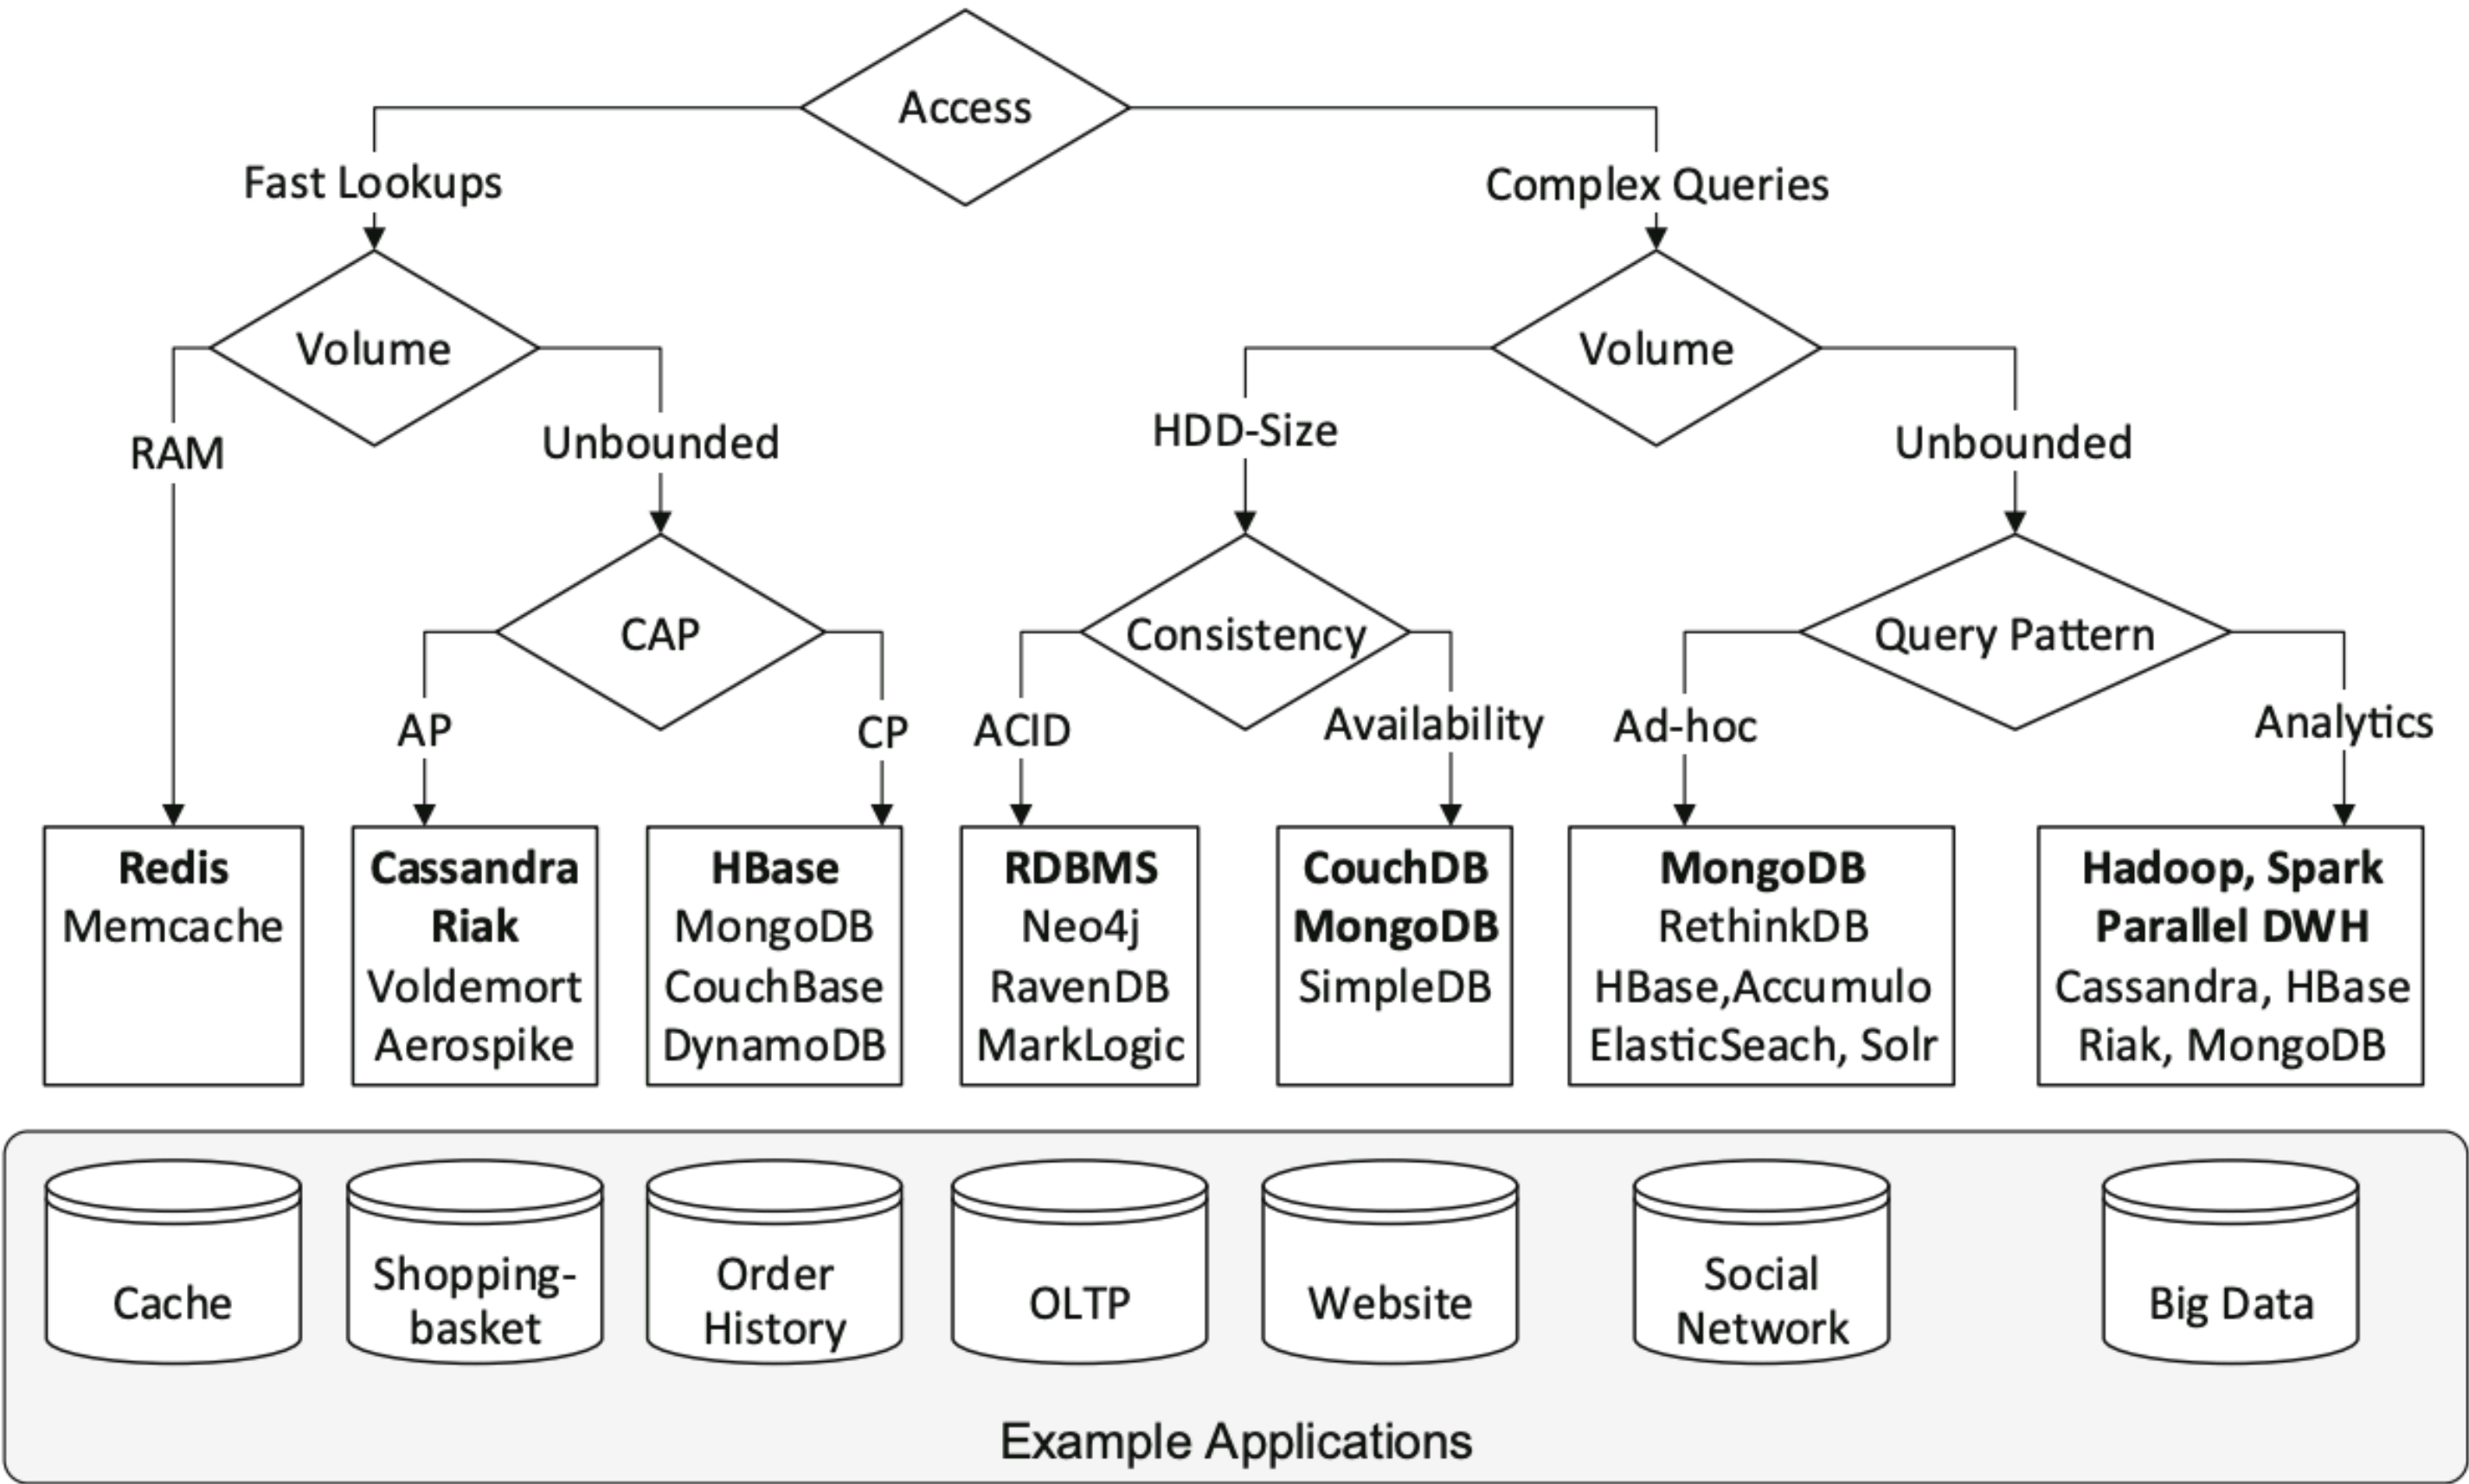 Access
Fast Lookups
Complex Queries
Volume
Volume
RAM
Unbounded
HDD-Size
Unbounded
CAP
Consistency
Query Pattern
AP
CP
ACID
Availability
Ad-hoc
Analytics
Redis
Memcache
Cassandra
Riak
Voldemort
Aerospike
HBase
MongoDB
CouchBase
DynamoDB
RDBMS
Neo4j
RavenDB
MarkLogic
CouchDB
MongoDB
SimpleDB
MongoDB
RethinkDB
HBase,Accumulo
ElasticSeach, Solr
Hadoop, Spark
Parallel DWH
Cassandra, HBase
Riak, MongoDB
Cache
Shopping-
basket
Order
History
OLTP
Website
Social
Network
Big Data
Example Applications